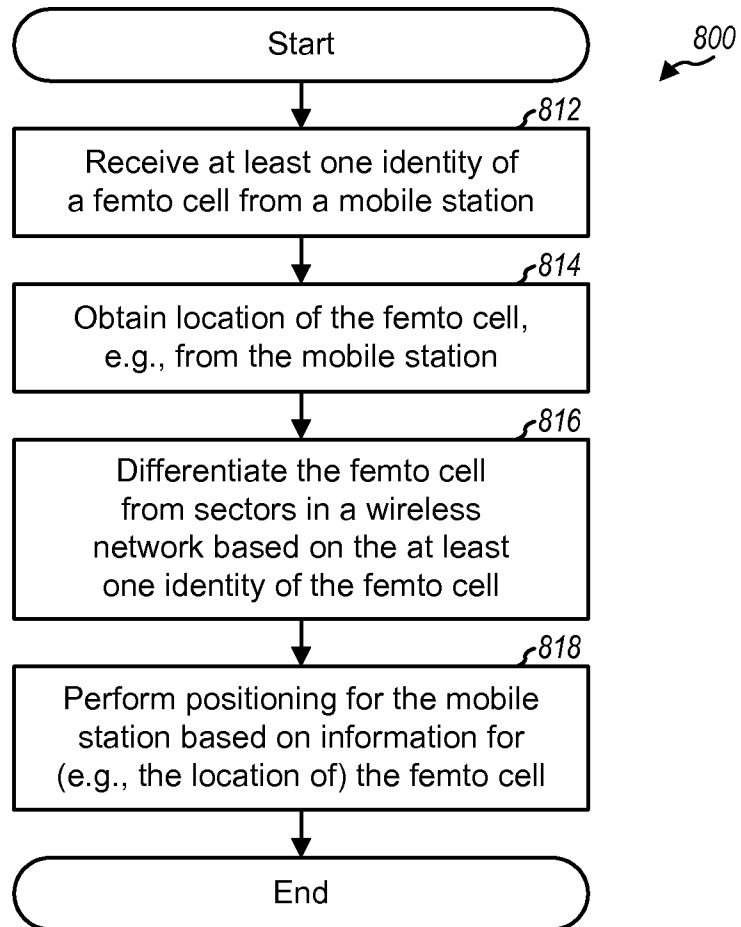 Start
800
812
Receive at least one identity of
a femto cell from a mobile station
814
Obtain location of the femto cell,
e.g., from the mobile station
816
Differentiate the femto cell
from sectors in a wireless
network based on the at least
one identity of the femto cell
818
Perform positioning for the mobile
station based on information for
(e.g., the location of) the femto cell
End